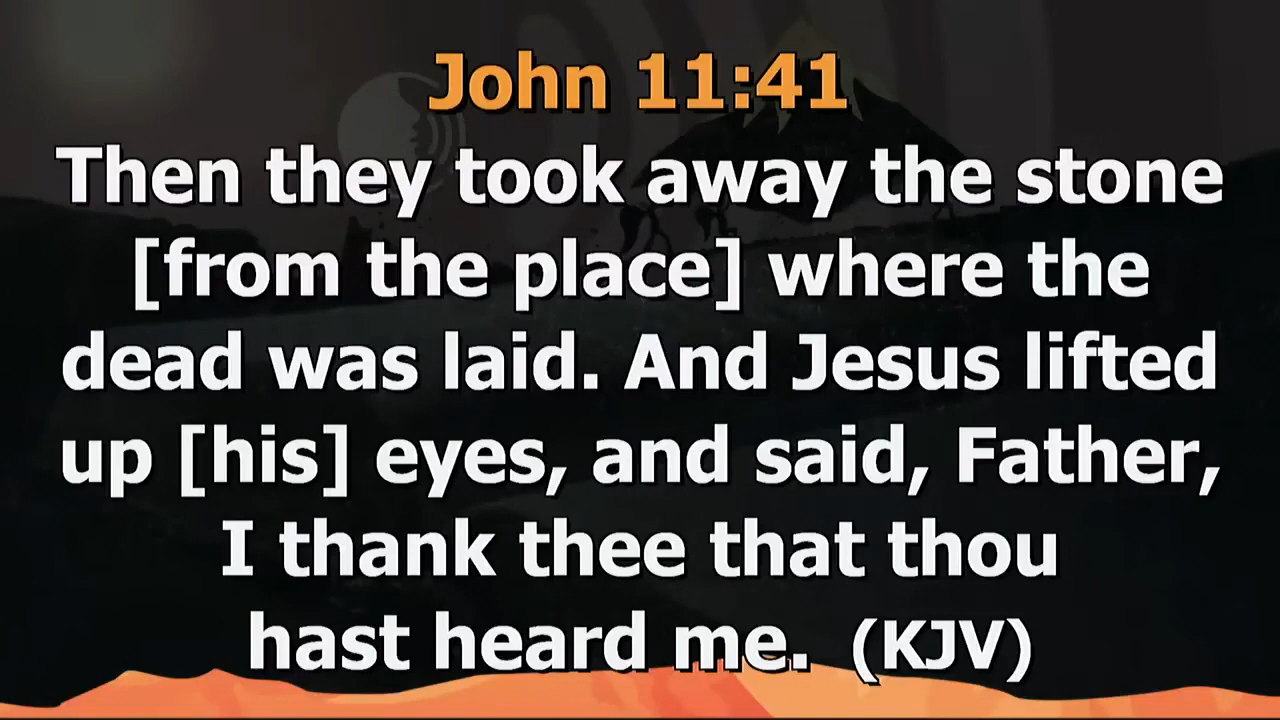 John 11:41
Then they took away the stone
[from the place] where the
dead was laid. And Jesus lifted
up [his] eyes, and said, Father,
I thank thee that thou
hast heard me. (KJV)